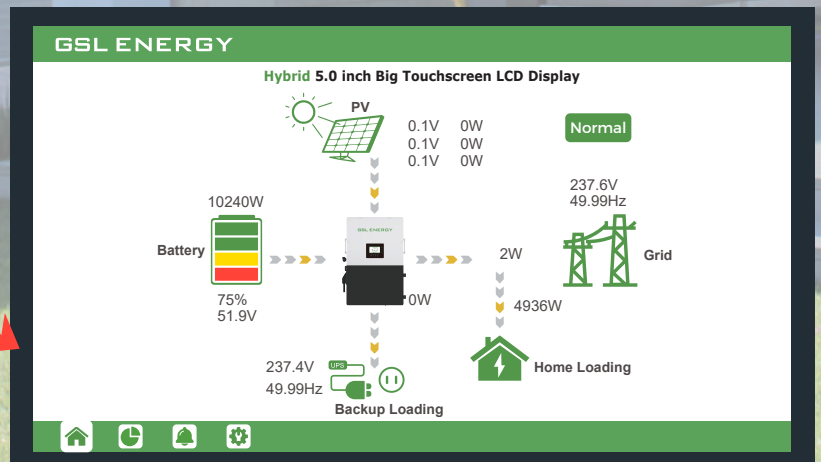 GSL ENERGY
Hybrid 5.0 inch Big Touchscreen LCD Display
PV
0.1V 0W
0.1V 0W
0.1V 0W
Normal
237.6V
49.99Hz
10240W
GSL ENERGY
Battery
2W
Grid
75%
51.9V
0W
4936W
237.4V
UPS
49.99Hz
Home Loading
Backup Loading